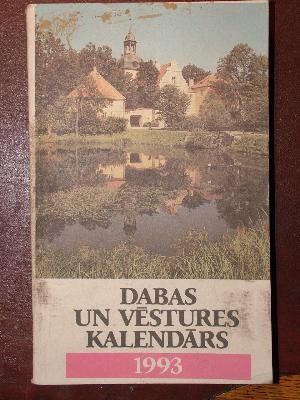 DABAS
UN VĒSTURES
KALENDĀRS
1993